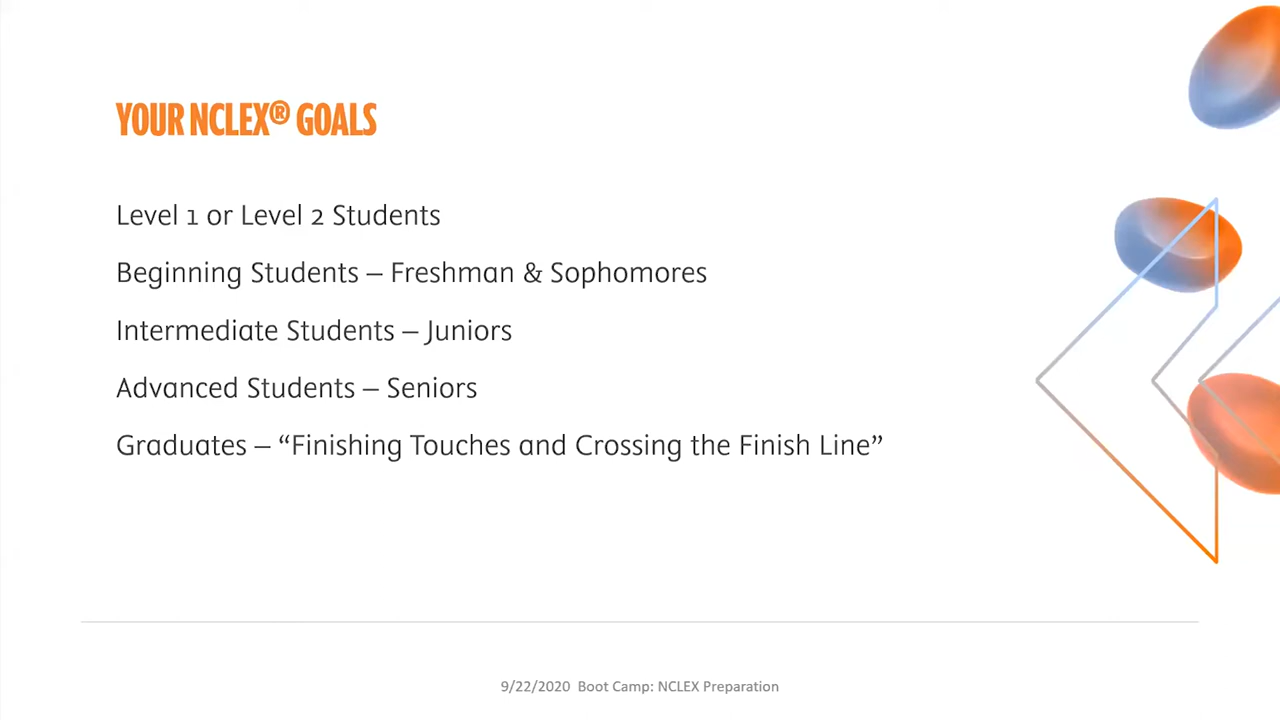 YOUR NCLEX® GOALS
Level 1 or Level 2 Students
Beginning Students – Freshman & Sophomores
Intermediate Students – Juniors
Advanced Students – Seniors
Graduates – “Finishing Touches and Crossing the Finish Line”
9/22/2020 Boot Camp: NCLEX Preparation